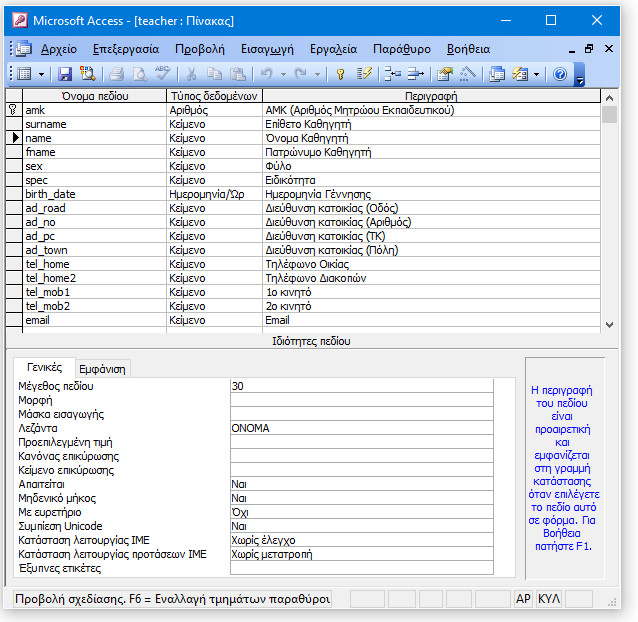 Microsoft Access - [teacher : Πίνακας]
Αρχείο Επεξεργασία Προβολή Εισαγωγή Εργαλεία Παράθυρο Βοήθεια
Όνομα πεδίου Τύπος δεδομένων Περιγραφή
amk Αριθμός ΑΜΚ (Αριθμός Μητρώου Εκπαιδευτικού)
surname Κείμενο Επίθετο Καθηγητή
name Κείμενο Όνομα Καθηγητή
fname Κείμενο Πατρώνυμο Καθηγητή
sex Κείμενο Φύλο
spec Κείμενο Ειδικότητα
birth_date Ημερομηνία/Ώρ Ημερομηνία Γέννησης
ad_road Κείμενο Διεύθυνση κατοικίας (Οδός)
ad_no Κείμενο Διεύθυνση κατοικίας (Αριθμός)
ad_pc Κείμενο Διεύθυνση κατοικίας (ΤΚ)
ad_town Κείμενο Διεύθυνση κατοικίας (Πόλη)
tel_home Κείμενο Τηλέφωνο Οικίας
tel_home2 Κείμενο Τηλέφωνο Διακοπών
tel_mob1 Κείμενο 1ο κινητό
tel_mob2 Κείμενο 2ο κινητό
email Κείμενο Email
Ιδιότητες πεδίου
Γενικές Εμφάνιση
Μέγεθος πεδίου 30
Μορφή
Μάσκα εισαγωγής
Λεζάντα ΟΝΟΜΑ
Προεπιλεγμένη τιμή
Κανόνας επικύρωσης
Κείμενο επικύρωσης
Απαιτείται Ναι
Μηδενικό μήκος Ναι
Με ευρετήριο Όχι
Συμπίεση Unicode Ναι
Κατάσταση λειτουργίας IME Χωρίς έλεγχο
Κατάσταση λειτουργίας προτάσεων IME Χωρίς μετατροπή
Έξυπνες ετικέτες
Η περιγραφή
του πεδίου
είναι
προαιρετική
και
εμφανίζεται
στη γραμμή
κατάστασης
όταν επιλέγετε
το πεδίο αυτό
σε φόρμα. Για
Βοήθεια
πατήστε F1.
Προβολή σχεδίασης. F6 = Εναλλαγή τμημάτων παραθύροι ΑΡ ΚΥΛ